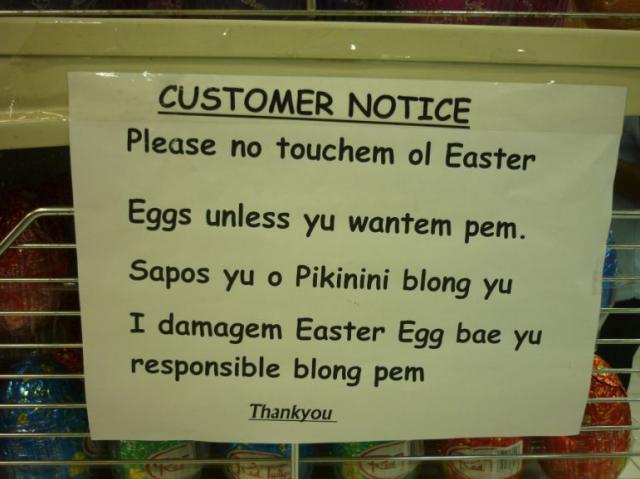 CUSTOMER NOTICE
Please no touchem ol Easter
Eggs unless yu wantem pem.
Sapos yu o Pikinini blong yu
I damagem Easter Egg bae yu
responsible blong pem
Thankyou